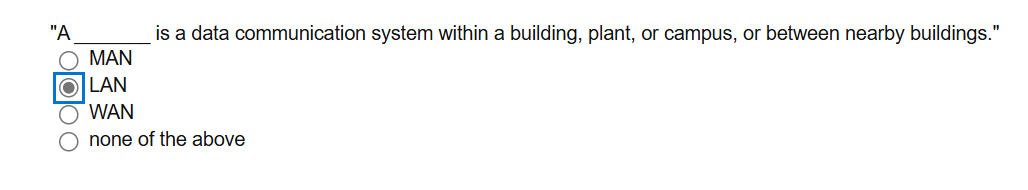 "A _______ is a data communication system within a building, plant, or campus, or between nearby buildings."
MAN
LAN
WAN
none of the above